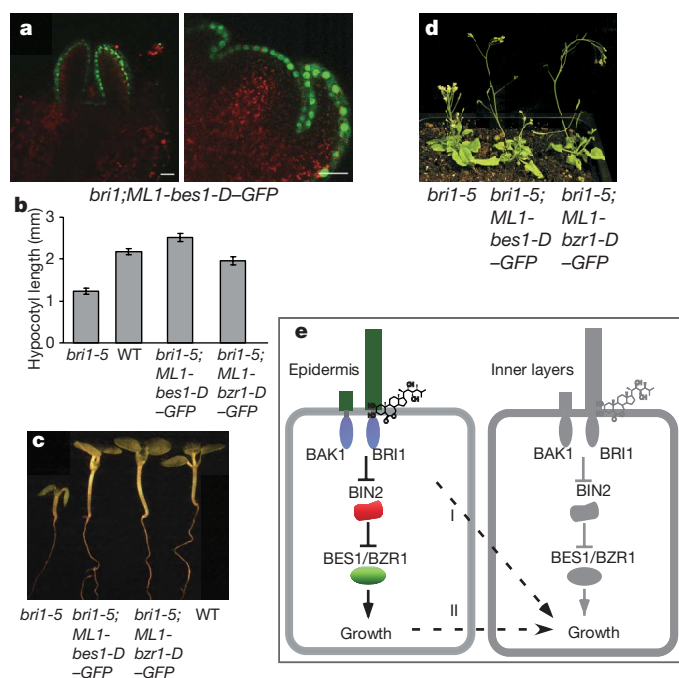 a
bri1;ML1-bes1-D–GFP
b
Hypocotyl length (mm)
3
2
1
0
bri1-5
WT
bri1-5;
ML1-
bes1-D
–GFP
bri1-5;
ML1-
bzr1-D
–GFP
c
bri1-5
bri1-5;
ML1-
bes1-D
–GFP
bri1-5;
ML1-
bzr1-D
–GFP
WT
d
bri1-5
bri1-5;
ML1-
bes1-D
–GFP
bri1-5;
ML1-
bzr1-D
–GFP
e
Epidermis
BAK1
BRI1
BIN2
BES1/BZR1
Growth
I
II
Inner layers
BAK1
BRI1
BIN2
BES1/BZR1
Growth